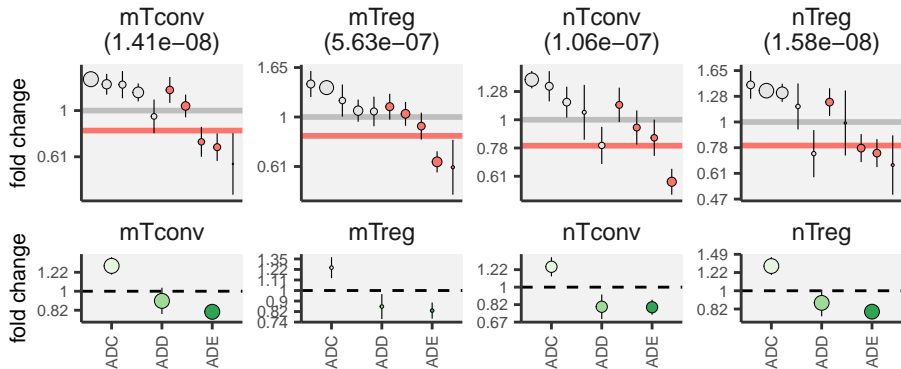 mTconv
(1.41e−08)
mTreg
(5.63e−07)
nTconv
(1.06e−07)
nTreg
(1.58e−08)
fold change
1
0.61
1.65
1
0.61
1.28
1
0.78
0.61
1.65
1.28
1
0.78
0.61
0.47
mTconv
mTreg
nTconv
nTreg
fold change
1.22
1
0.82
1.35
1.22
1.11
1
0.9
0.82
0.74
1.22
1
0.82
0.67
1.49
1.22
1
0.82
ADC
ADD
ADE
ADC
ADD
ADE
ADC
ADD
ADE
ADC
ADD
ADE